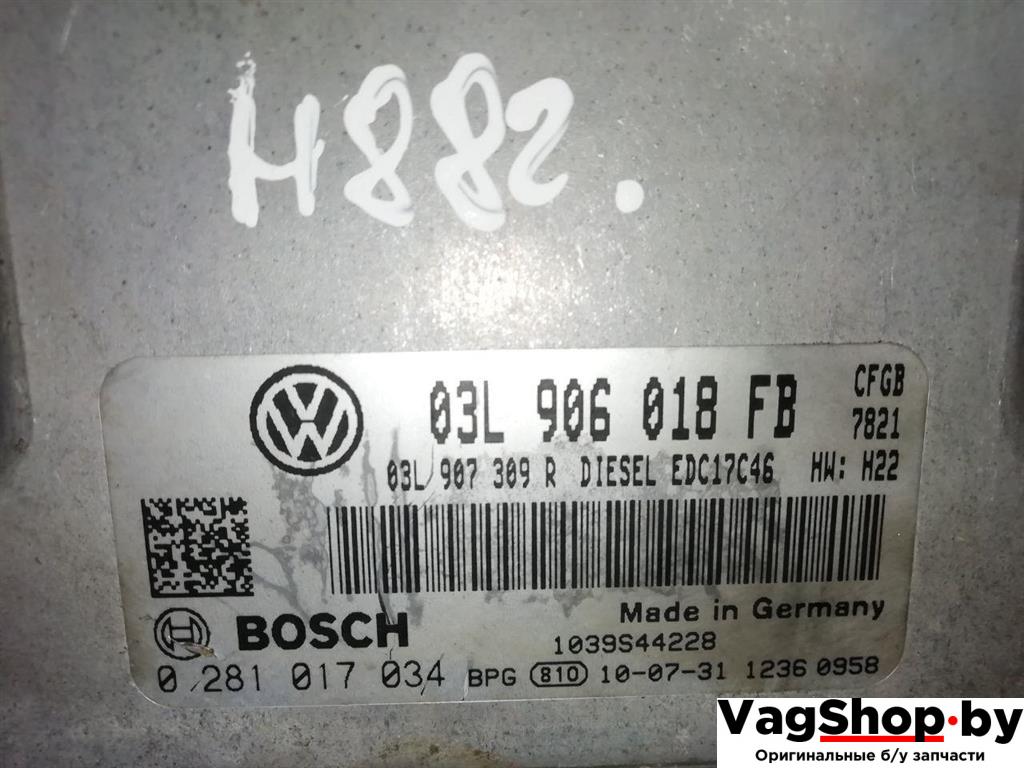 H882.
03L 906 018 FB CFGB
7821
03L 907 309 R DIESEL EDC17C46 HW: H22
Made in Germany
BOSCH
1039S44228
0 281 017 034 BPG 810 10-07-31 1236 0958
VagShop.by
Оригинальные б/у запчасти